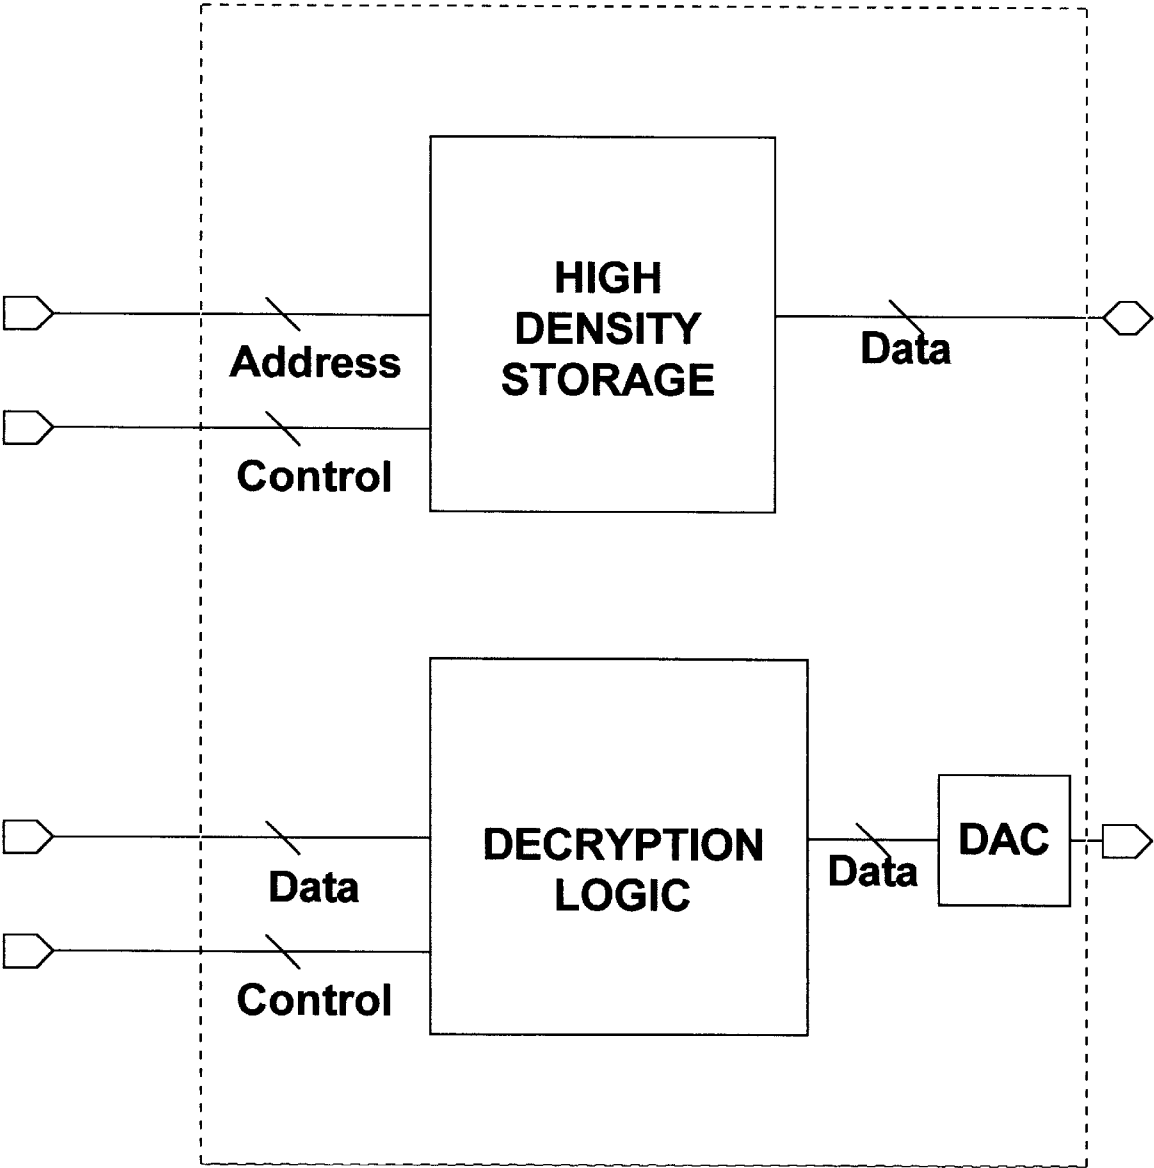 HIGH
DENSITY
STORAGE
Address
Data
Control
DECRYPTION
LOGIC
DAC
Data
Data
Control